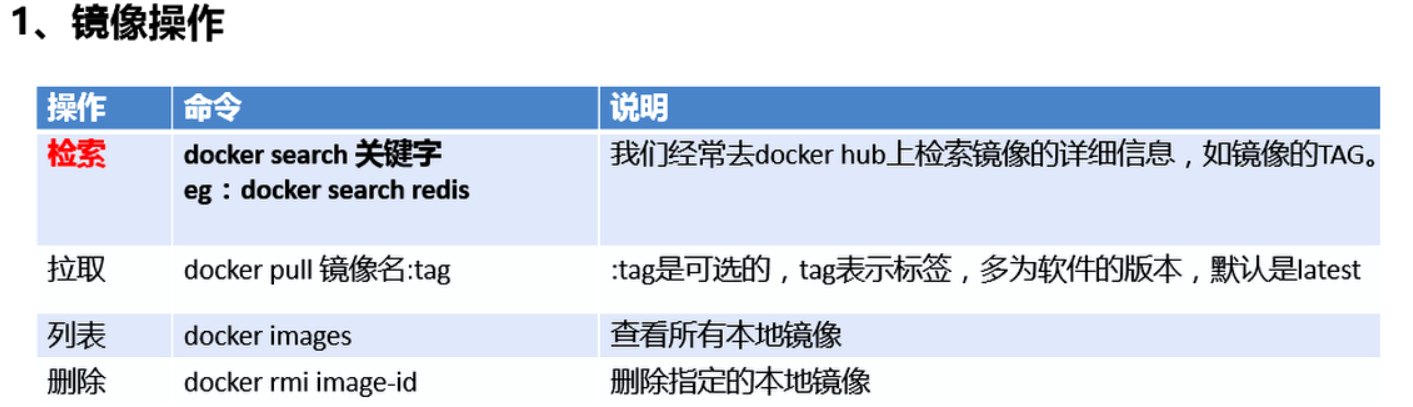 1、镜像操作
操作 命令 说明
检索 docker search 关键字 我们经常去docker hub上检索镜像的详细信息，如镜像的TAG。
eg：docker search redis
拉取 docker pull 镜像名:tag :tag是可选的，tag表示标签，多为软件的版本，默认是latest
列表 docker images 查看所有本地镜像
删除 docker rmi image-id 删除指定的本地镜像